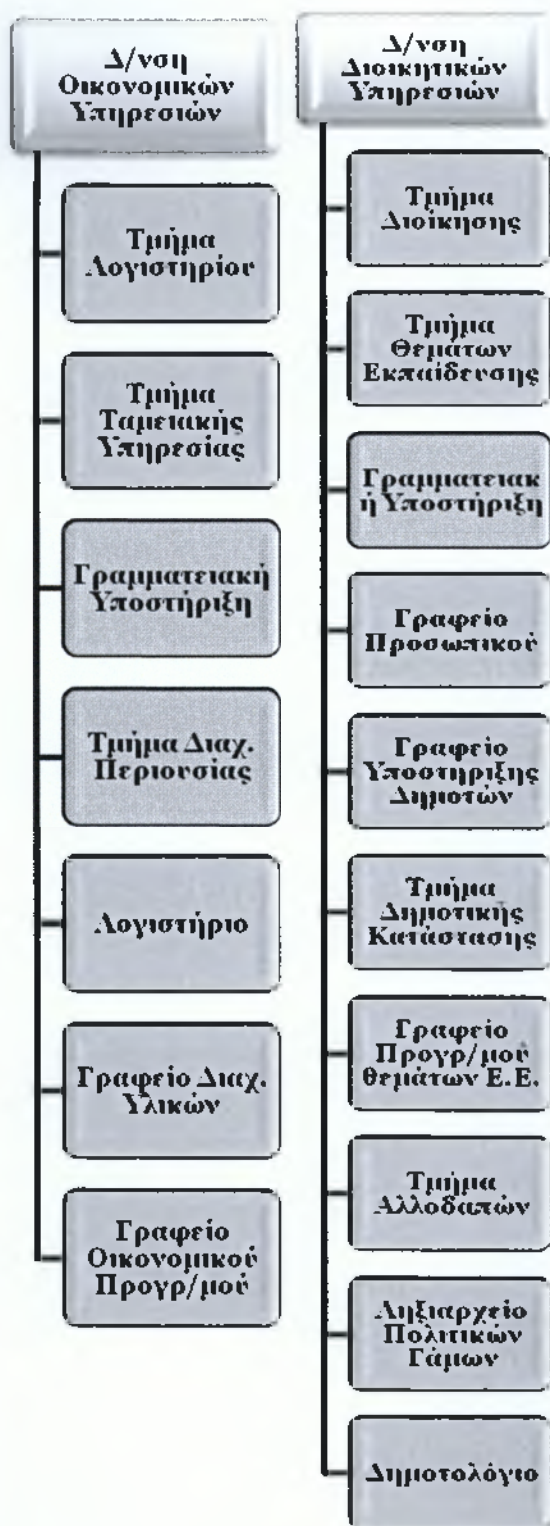 Δ/νση
Οικονομικών
Υπηρεσιών
Τμήμα
Λογιστηρίου
Τμήμα
Ταμειακής
Υπηρεσίας
Γραμματειακή
Υποστήριξη
Τμήμα Διαχ.
Περιουσίας
Λογιστήριο
Γραφείο Διαχ.
Υλικών
Γραφείο
Οικονομικού
Προγρ/μού
Δ/νση
Διοικητικών
Υπηρεσιών
Τμήμα
Διοίκησης
Τμήμα
Θεμάτων
Εκπαίδευσης
Γραμματειακ
ή Υποστήριξη
Γραφείο
Προσωπικού
Γραφείο
Υποστηριξης
Δημοτών
Τμήμα
Δημοτικής
Κατάστασης
Γραφείο
Προγρ/μού
θεμάτων Ε.Ε.
Τμήμα
Αλλοδαπών
Ληξιαρχείο
Πολιτικών
Γάμων
Δημοτολόγιο